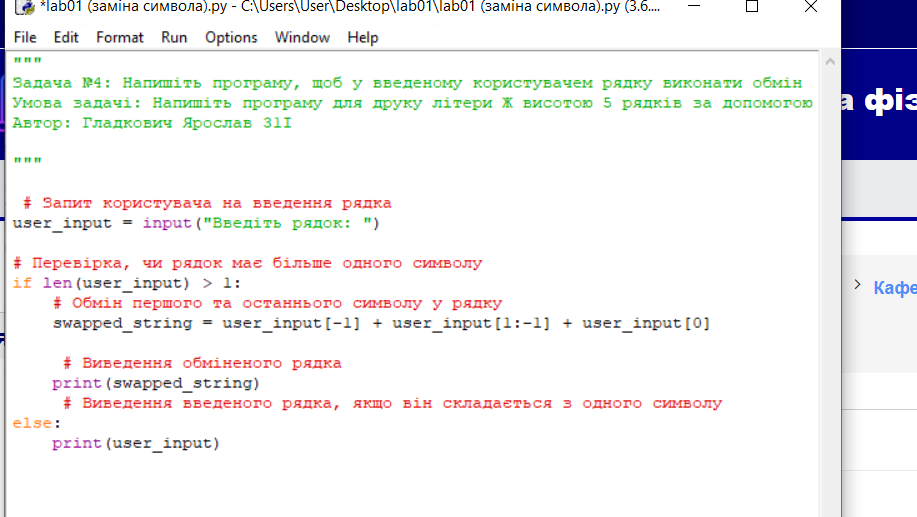 *lab01 (заміна символа).py - C:\Users\User\Desktop\lab01\lab01 (заміна символа).py (3.6....
File Edit Format Run Options Window Help
"""
Задача №4: Напишіть програму, щоб у введеному користувачем рядку виконати обмін
Умова задачі: Напишіть програму для друку літери Ж висотою 5 рядків за допомогою
Автор: Гладкович Ярослав 31І
"""
# Запит користувача на введення рядка
user_input = input("Введіть рядок: ")
# Перевірка, чи рядок має більше одного символу
if len(user_input) > 1:
# Обмін першого та останнього символу у рядку
swapped_string = user_input[-1] + user_input[1:-1] + user_input[0]
# Виведення обміненого рядка
print(swapped_string)
# Виведення введеного рядка, якщо він складається з одного символу
else:
print(user_input)
а фіз
Кафе